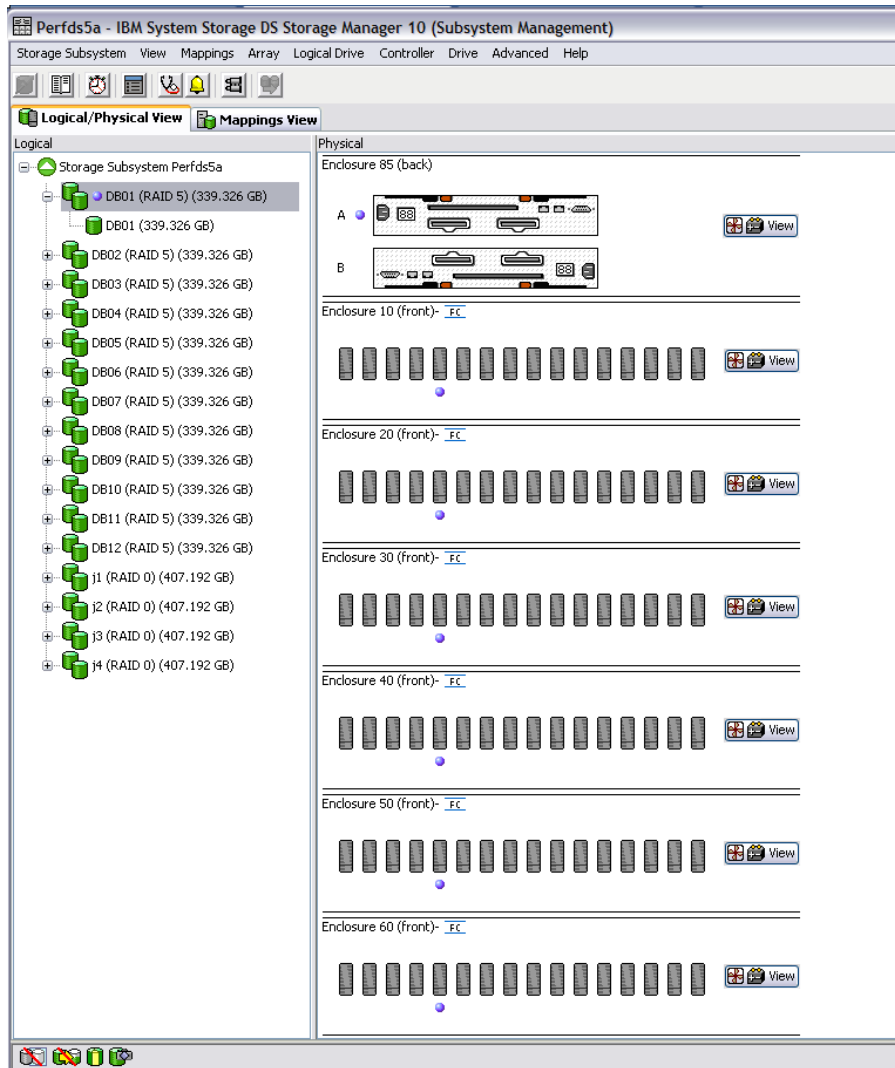 Perfds5a - IBM System Storage DS Storage Manager 10 (Subsystem Management)
Storage Subsystem View Mappings Array Logical Drive Controller Drive Advanced Help
Logical/Physical View Mappings View
Logical
Storage Subsystem Perfds5a
DB01 (RAID 5) (339.326 GB)
DB01 (339.326 GB)
DB02 (RAID 5) (339.326 GB)
DB03 (RAID 5) (339.326 GB)
DB04 (RAID 5) (339.326 GB)
DB05 (RAID 5) (339.326 GB)
DB06 (RAID 5) (339.326 GB)
DB07 (RAID 5) (339.326 GB)
DB08 (RAID 5) (339.326 GB)
DB09 (RAID 5) (339.326 GB)
DB10 (RAID 5) (339.326 GB)
DB11 (RAID 5) (339.326 GB)
DB12 (RAID 5) (339.326 GB)
j1 (RAID 0) (407.192 GB)
j2 (RAID 0) (407.192 GB)
j3 (RAID 0) (407.192 GB)
j4 (RAID 0) (407.192 GB)
Physical
Enclosure 85 (back)
A 88
View
B 88
Enclosure 10 (front)- FC
View
Enclosure 20 (front)- FC
View
Enclosure 30 (front)- FC
View
Enclosure 40 (front)- FC
View
Enclosure 50 (front)- FC
View
Enclosure 60 (front)- FC
View